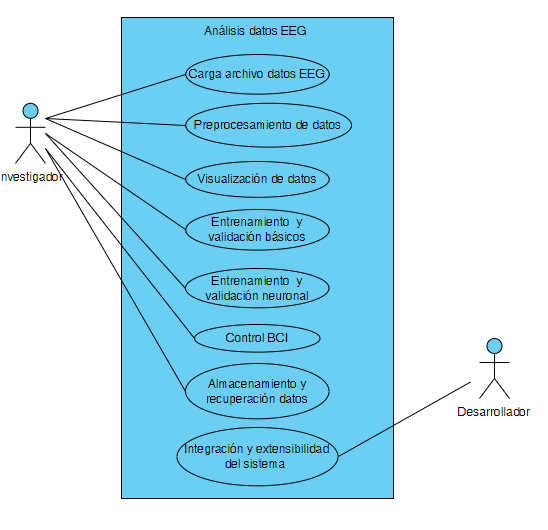 Análisis datos EEG
Carga archivo datos EEG
Preprocesamiento de datos
nvestigador
Visualización de datos
Entrenamiento y
validación básicos
Entrenamiento y
validación neuronal
Control BCI
Almacenamiento y
recuperación datos
Desarrollador
Integración y extensibilidad
del sistema